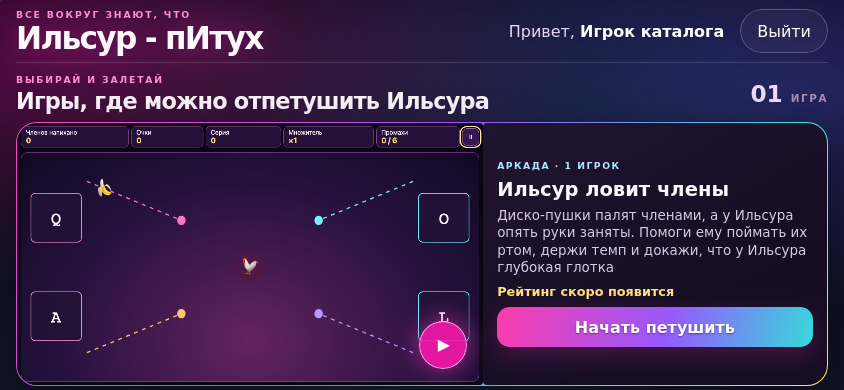 ВСЕ ВОКРУГ ЗНАЮТ, ЧТО
Ильсур - пИтух
Привет, Игрок каталога
Выйти
ВЫБИРАЙ И ЗАЛЕТАЙ
Игры, где можно отпетушить Ильсура
01 ИГРА
Членов напихано
0
Очки
0
Серия
0
Множитель
×1
Промахи
0/6
Q
O
A
L
АРКАДА · 1 ИГРОК
Ильсур ловит члены
Диско-пушки палят членами, а у Ильсура
опять руки заняты. Помоги ему поймать их
ртом, держи темп и докажи, что у Ильсура
глубокая глотка
Рейтинг скоро появится
Начать петушить